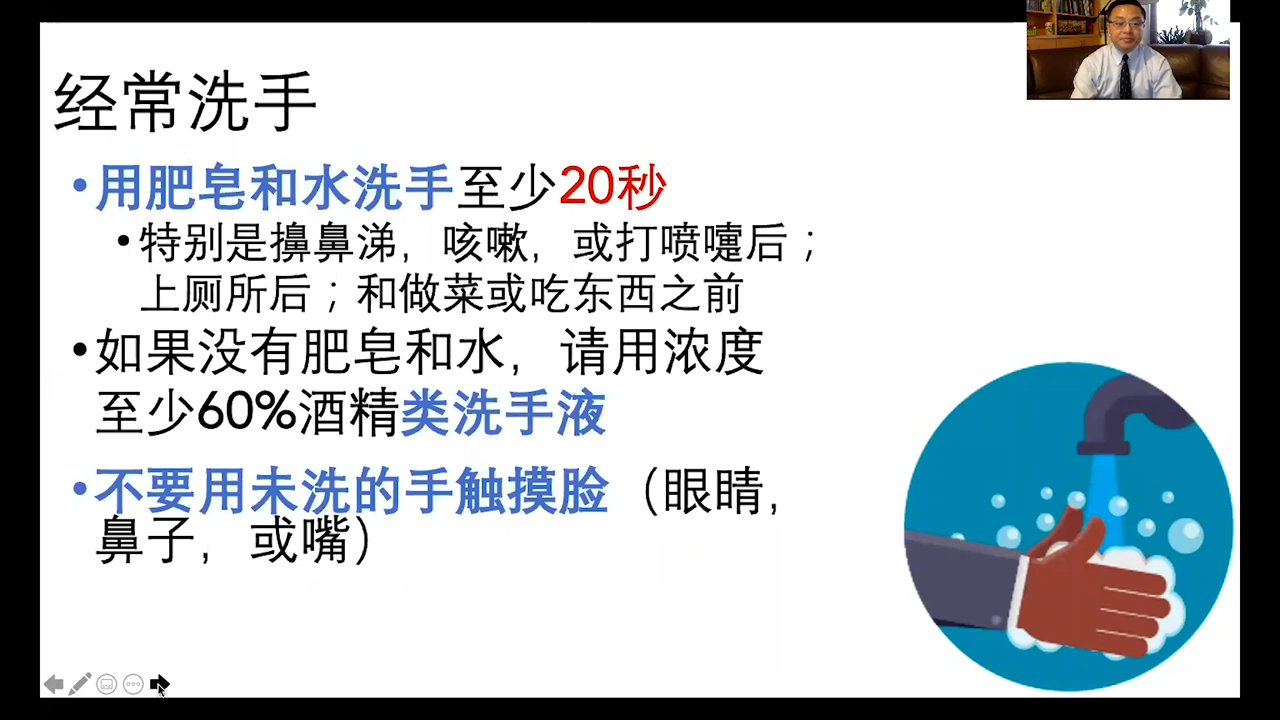 经常洗手
•用肥皂和水洗手至少20秒
•特别是擤鼻涕，咳嗽，或打喷嚏后；
上厕所后；和做菜或吃东西之前
•如果没有肥皂和水，请用浓度
至少60%酒精类洗手液
•不要用未洗的手触摸脸（眼睛，
鼻子，或嘴）